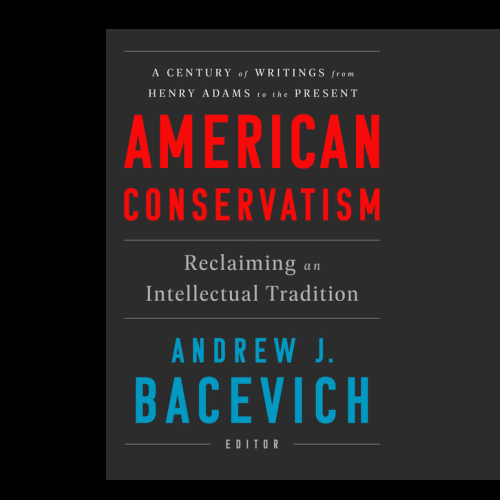 A CENTURY of WRITINGS from
HENRY ADAMS to the PRESENT
AMERICAN
CONSERVATISM
Reclaiming an
Intellectual Tradition
ANDREW J.
BACEVICH
EDITOR